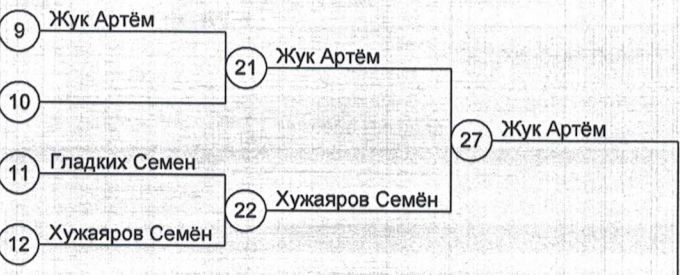 9 Жук Артём
21 Жук Артём
10
27 Жук Артём
11 Гладких Семен
22 Хужаяров Семён
12 Хужаяров Семён